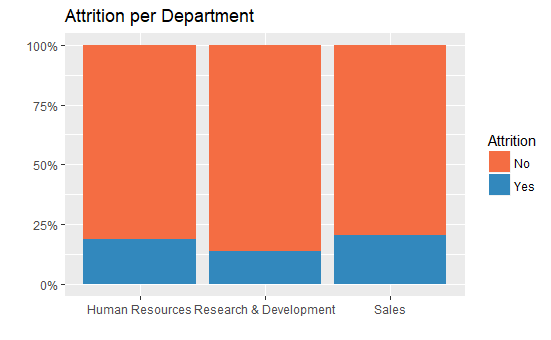 Attrition per Department
100%
75%
50%
25%
0%
Human Resources Research & Development Sales
Attrition
No
Yes